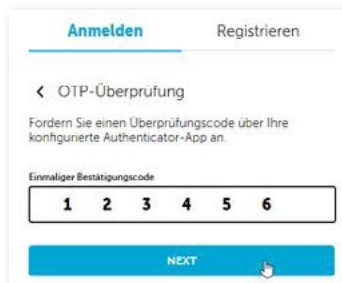 Anmelden Registrieren
OTP-Überprüfung
Fordern Sie einen Überprüfungscode über Ihre
konfigurierte Authenticator-App an.
Einmaliger Bestätigungscode
1 2 3 4 5 6
NEXT